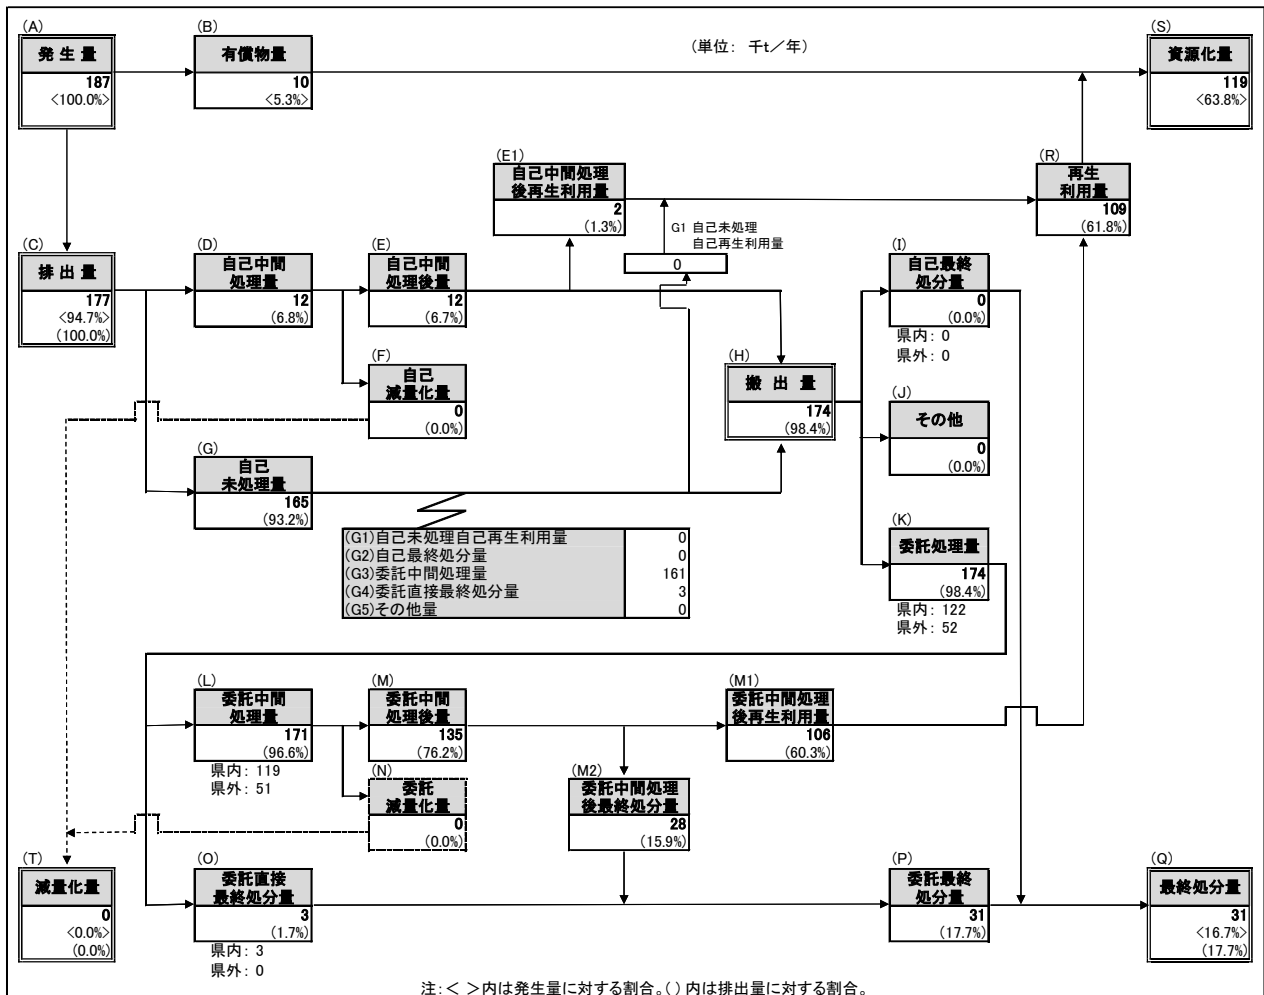 (A)
発 生 量
187
<100.0%>
(B)
有償物量
10
<5.3%>
(単位： 千t／年)
(S)
資源化量
119
<63.8%>
(E1)
自己中間処理
後再生利用量
2
(1.3%)
G1 自己未処理
自己再生利用量
0
(R)
再生
利用量
109
(61.8%)
(C)
排 出 量
177
<94.7%>
(100.0%)
(D)
自己中間
処理量
12
(6.8%)
(E)
自己中間
処理後量
12
(6.7%)
(I)
自己最終
処分量
0
(0.0%)
県内： 0
県外： 0
(F)
自己
減量化量
0
(0.0%)
(H)
搬 出 量
174
(98.4%)
(J)
その他
0
(0.0%)
(G)
自己
未処理量
165
(93.2%)
(G1)自己未処理自己再生利用量 0
(G2)自己最終処分量 0
(G3)委託中間処理量 161
(G4)委託直接最終処分量 3
(G5)その他量 0
(K)
委託処理量
174
(98.4%)
県内： 122
県外： 52
(L)
委託中間
処理量
171
(96.6%)
県内： 119
県外： 51
(M)
委託中間
処理後量
135
(76.2%)
(M1)
委託中間処理
後再生利用量
106
(60.3%)
(N)
委託
減量化量
0
(0.0%)
(M2)
委託中間処理
後最終処分量
28
(15.9%)
(T)
減量化量
0
<0.0%>
(0.0%)
(O)
委託直接
最終処分量
3
(1.7%)
県内： 3
県外： 0
(P)
委託最終
処分量
31
(17.7%)
(Q)
最終処分量
31
<16.7%>
(17.7%)
注：< >内は発生量に対する割合。( )内は排出量に対する割合。